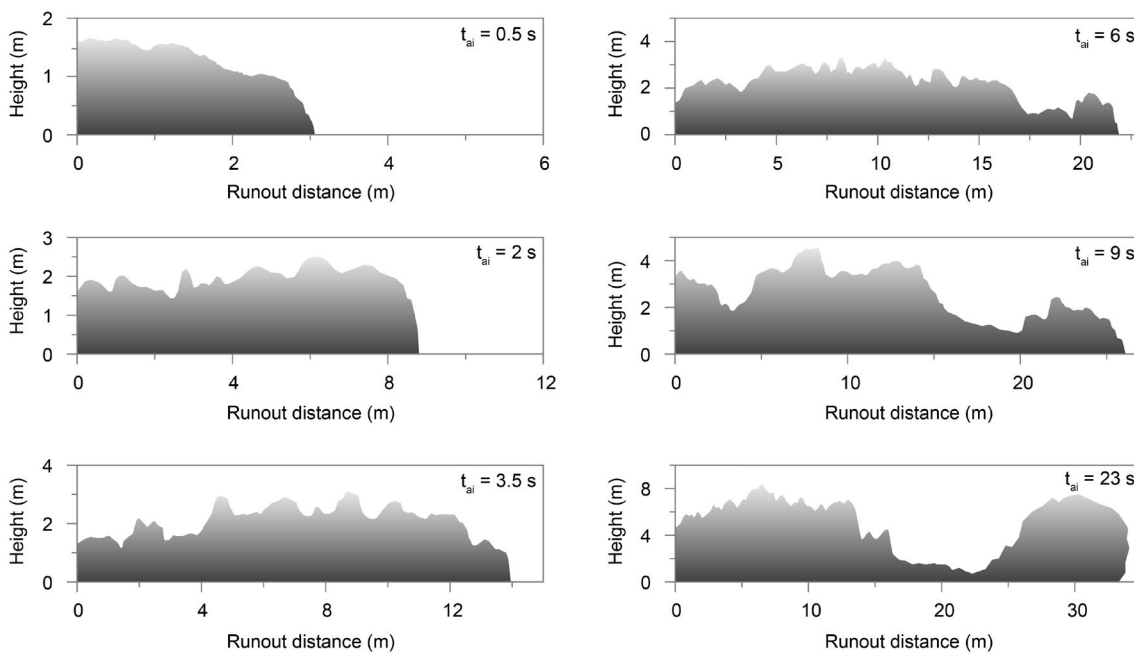 2
1
0
Height (m)
t_ai = 0.5 s
0 2 4 6
Runout distance (m)
3
2
1
0
Height (m)
t_ai = 2 s
0 4 8 12
Runout distance (m)
4
2
0
Height (m)
t_ai = 3.5 s
0 4 8 12
Runout distance (m)
4
2
0
Height (m)
t_ai = 6 s
0 5 10 15 20
Runout distance (m)
4
2
0
Height (m)
t_ai = 9 s
0 10 20
Runout distance (m)
8
4
0
Height (m)
t_ai = 23 s
0 10 20 30
Runout distance (m)